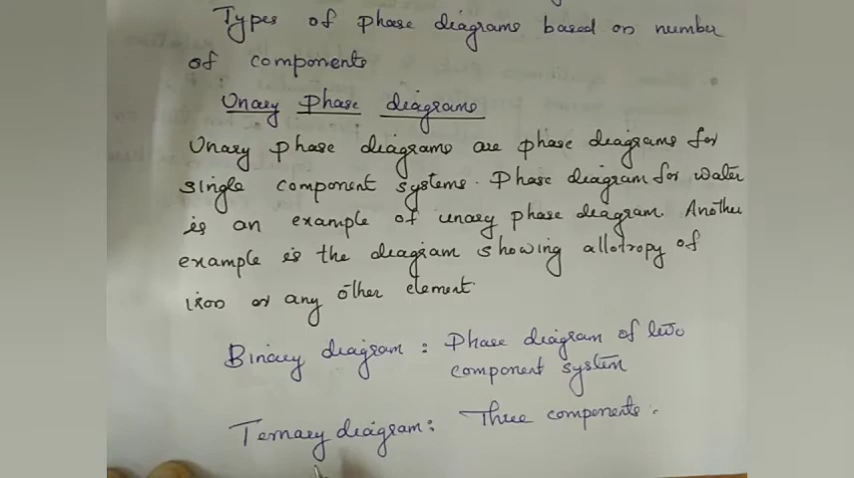 Types of phase diagrams based on number
of components
Unary Phase diagrams
Unary phase diagrams are phase diagrams for
single component systems. Phase diagram for water
is an example of unary phase diagram. Another
example is the diagram showing allotropy of
iron or any other element.
Binary diagram : Phase diagram of two
component system
Ternary diagram : Three components.